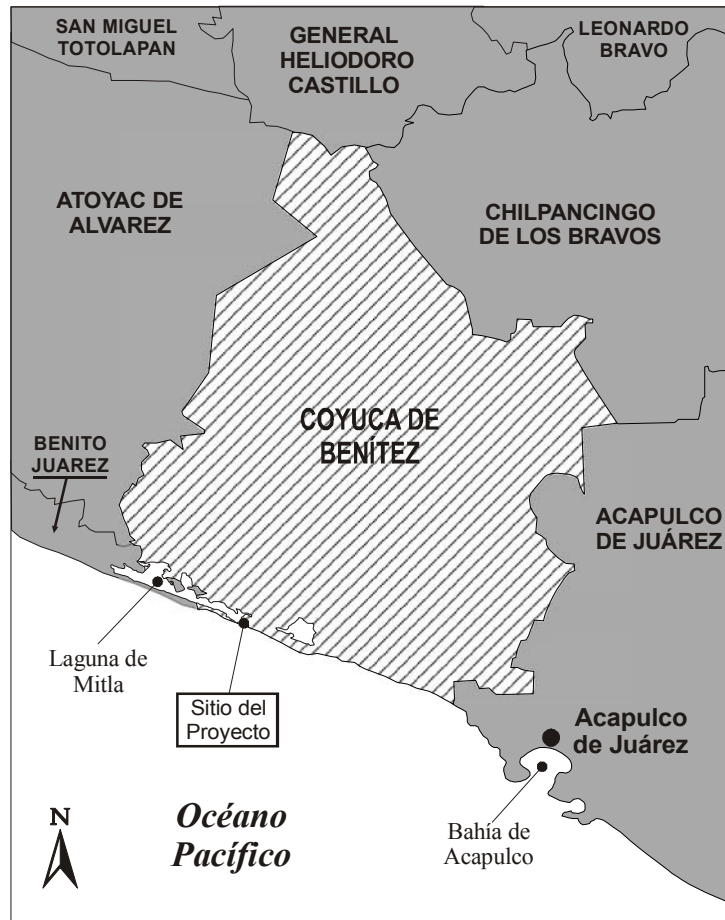 SAN MIGUEL
TOTOLAPAN
GENERAL
HELIODORO
CASTILLO
LEONARDO
BRAVO
ATOYAC DE
ALVAREZ
CHILPANCINGO
DE LOS BRAVOS
COYUCA DE
BENÍTEZ
BENITO
JUAREZ
ACAPULCO
DE JUÁREZ
Laguna de
Mitla
Sitio del
Proyecto
Acapulco
de Juárez
N
Océano
Pacífico
Bahía de
Acapulco